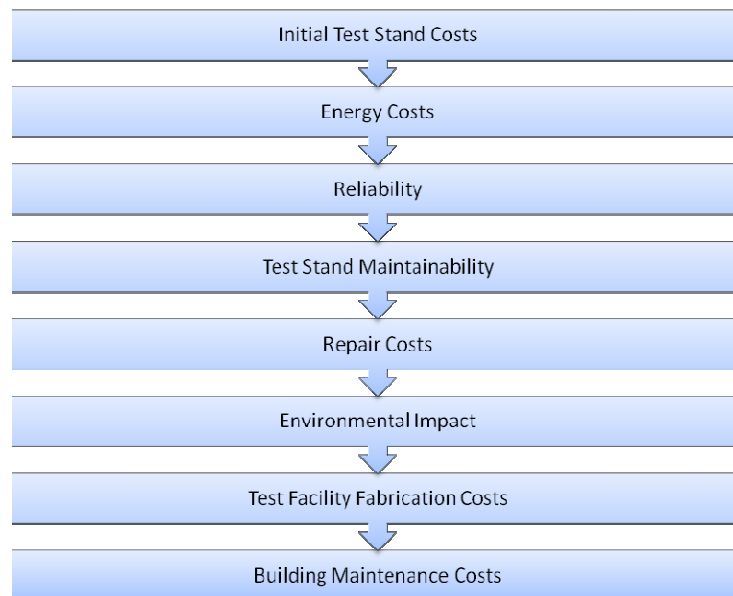 Initial Test Stand Costs
Energy Costs
Reliability
Test Stand Maintainability
Repair Costs
Environmental Impact
Test Facility Fabrication Costs
Building Maintenance Costs